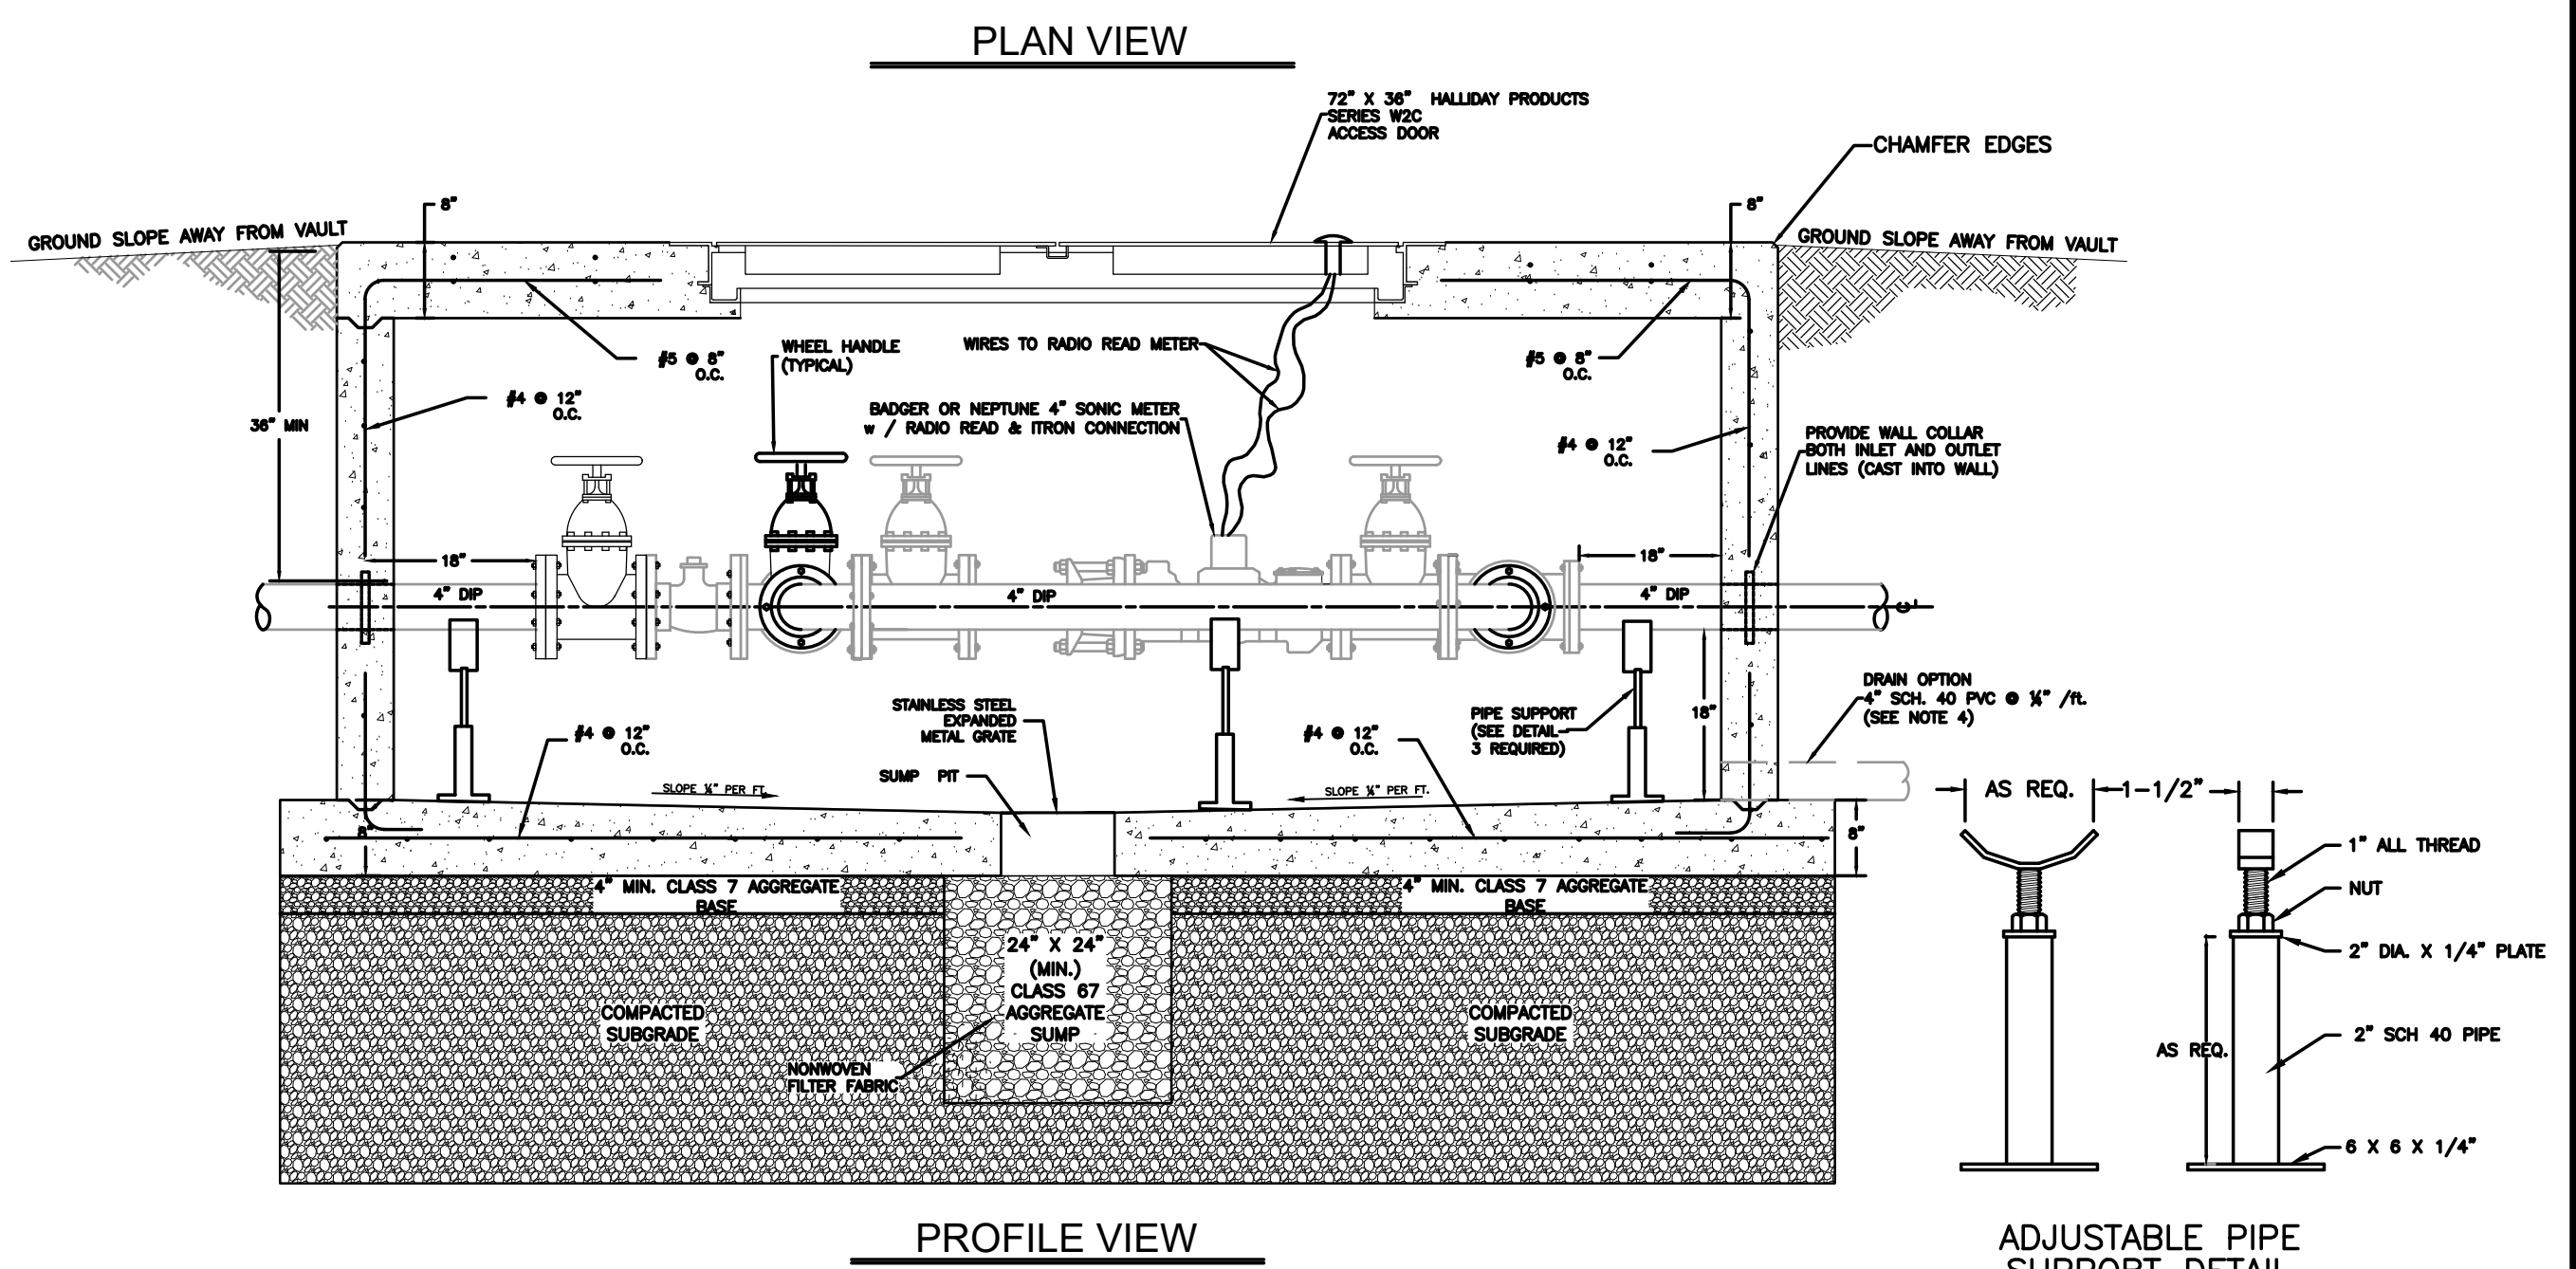 PLAN VIEW
72" X 36" HALLIDAY PRODUCTS
SERIES W2C
ACCESS DOOR
CHAMFER EDGES
8"
8"
GROUND SLOPE AWAY FROM VAULT
GROUND SLOPE AWAY FROM VAULT
#5 @ 8"
O.C.
WHEEL HANDLE
(TYPICAL)
WIRES TO RADIO READ METER
#5 @ 8"
O.C.
#4 @ 12"
O.C.
36" MIN
BADGER OR NEPTUNE 4" SONIC METER
w / RADIO READ & ITRON CONNECTION
#4 @ 12"
O.C.
PROVIDE WALL COLLAR
BOTH INLET AND OUTLET
LINES (CAST INTO WALL)
18"
18"
4" DIP
4" DIP
4" DIP
CL
DRAIN OPTION
4" SCH. 40 PVC @ ¼" /ft.
(SEE NOTE 4)
STAINLESS STEEL
EXPANDED
METAL GRATE
PIPE SUPPORT
(SEE DETAIL
3 REQUIRED)
18"
#4 @ 12"
O.C.
#4 @ 12"
O.C.
SUMP PIT
SLOPE ¼" PER FT.
SLOPE ¼" PER FT.
AS REQ.
1-1/2"
8"
8"
1" ALL THREAD
NUT
4" MIN. CLASS 7 AGGREGATE
BASE
4" MIN. CLASS 7 AGGREGATE
BASE
24" X 24"
(MIN.)
CLASS 67
AGGREGATE
SUMP
2" DIA. X 1/4" PLATE
COMPACTED
SUBGRADE
COMPACTED
SUBGRADE
2" SCH 40 PIPE
AS REQ.
NONWOVEN
FILTER FABRIC
6 X 6 X 1/4"
PROFILE VIEW
ADJUSTABLE PIPE
SUPPORT DETAIL